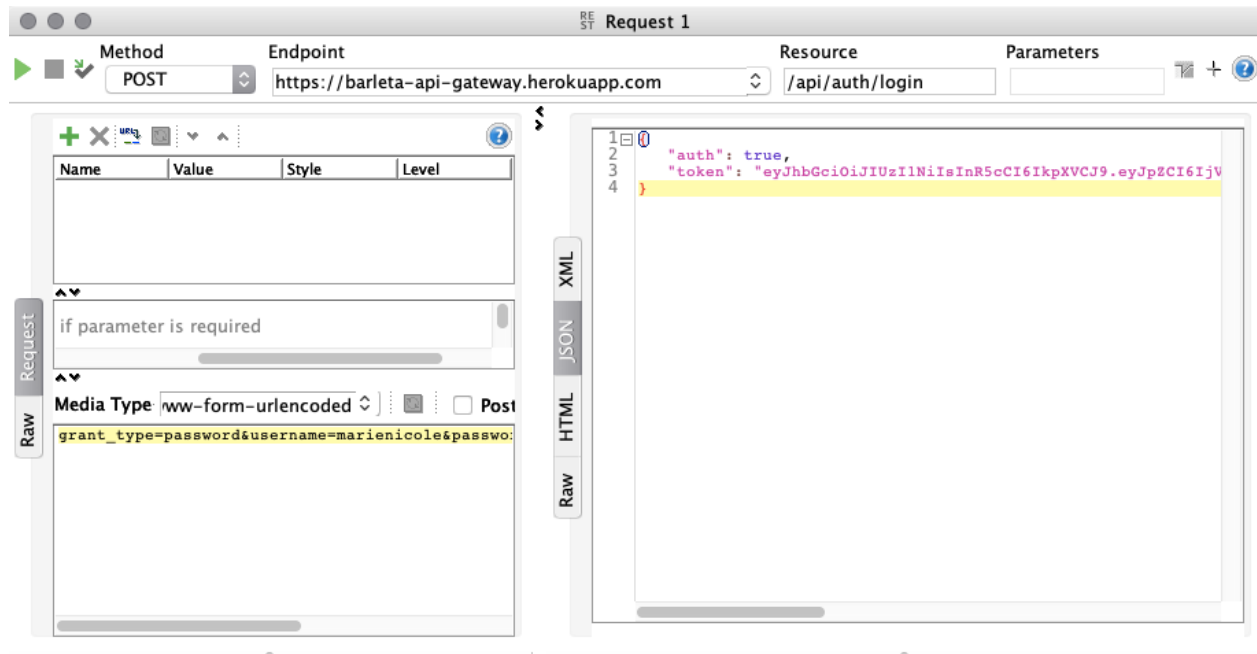 REST Request 1
Method Endpoint Resource Parameters
POST https://barleta-api-gateway.herokuapp.com /api/auth/login
Name Value Style Level
if parameter is required
Media Type ww-form-urlencoded Post
grant_type=password&username=marienicole&passwo
Request
Raw
XML
JSON
HTML
Raw
1 {
2 "auth": true,
3 "token": "eyJhbGciOiJIUzI1NiIsInR5cCI6IkpXVCJ9.eyJpZCI6IjV
4 }